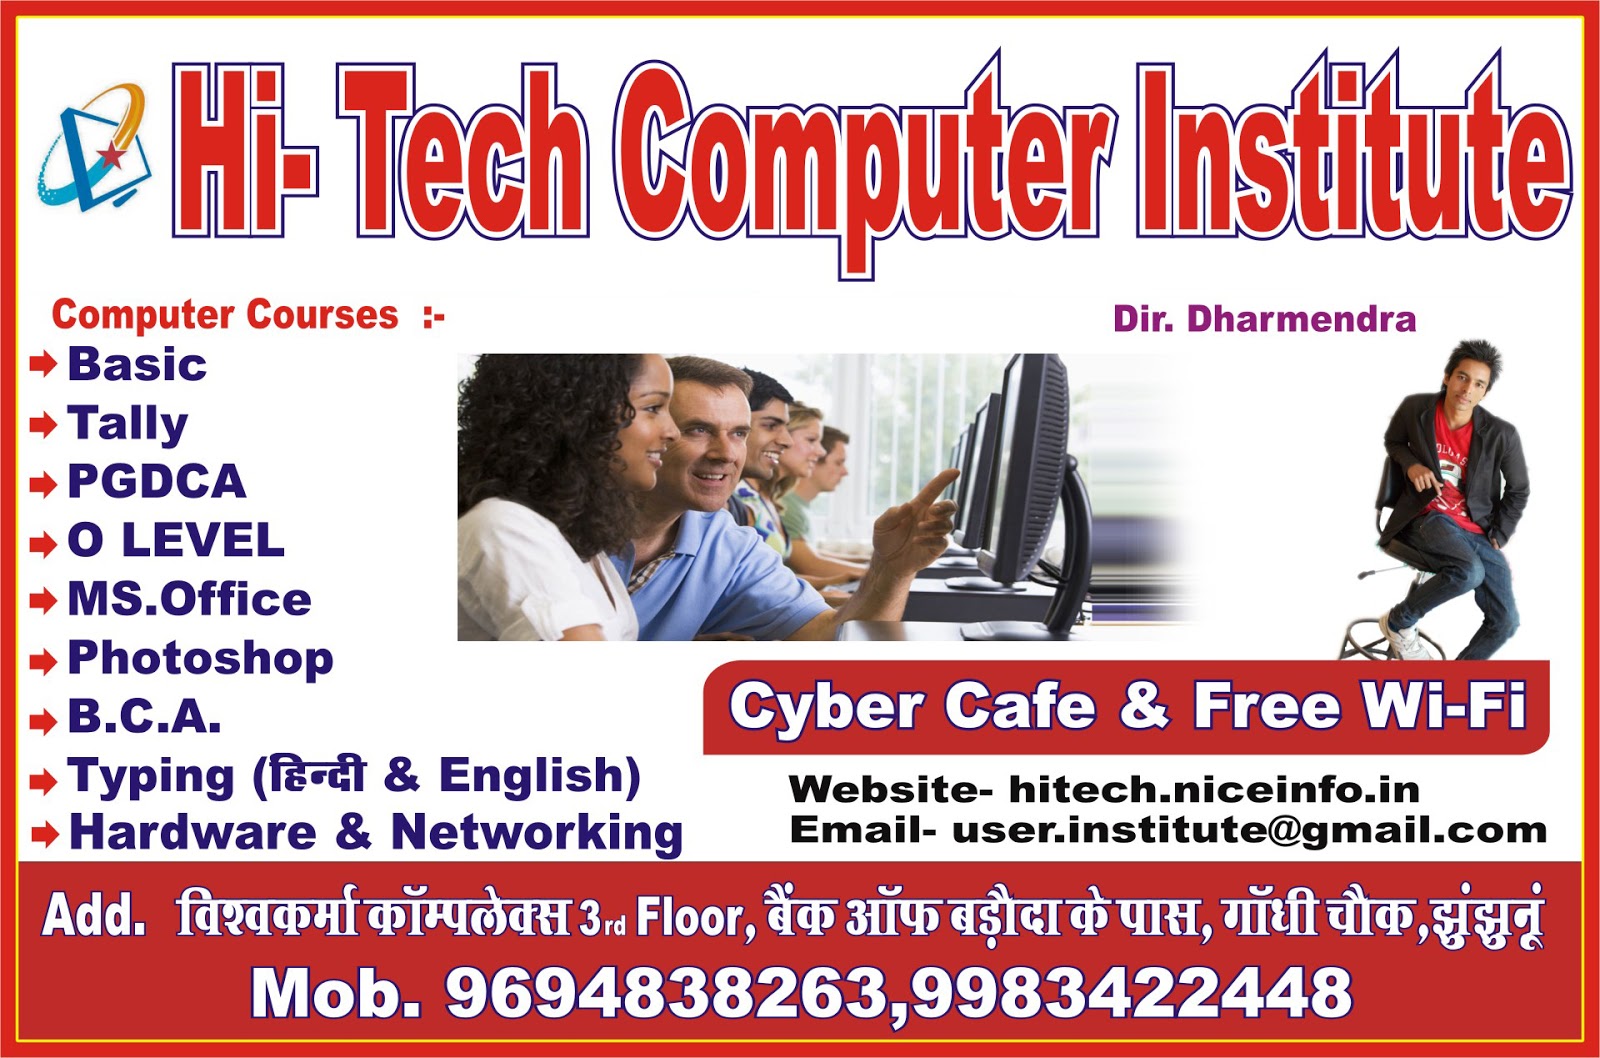 Hi- Tech Computer Institute
Computer Courses :-
Basic
Tally
PGDCA
O LEVEL
MS.Office
Photoshop
B.C.A.
Typing (हिन्दी & English)
Hardware & Networking
Dir. Dharmendra
Cyber Cafe & Free Wi-Fi
Website- hitech.niceinfo.in
Email- user.institute@gmail.com
Add. विश्वकर्मा कॉम्पलेक्स 3rd Floor, बैंक ऑफ बड़ौदा के पास, गॉधी चौक,झुंझुनूं
Mob. 9694838263,9983422448